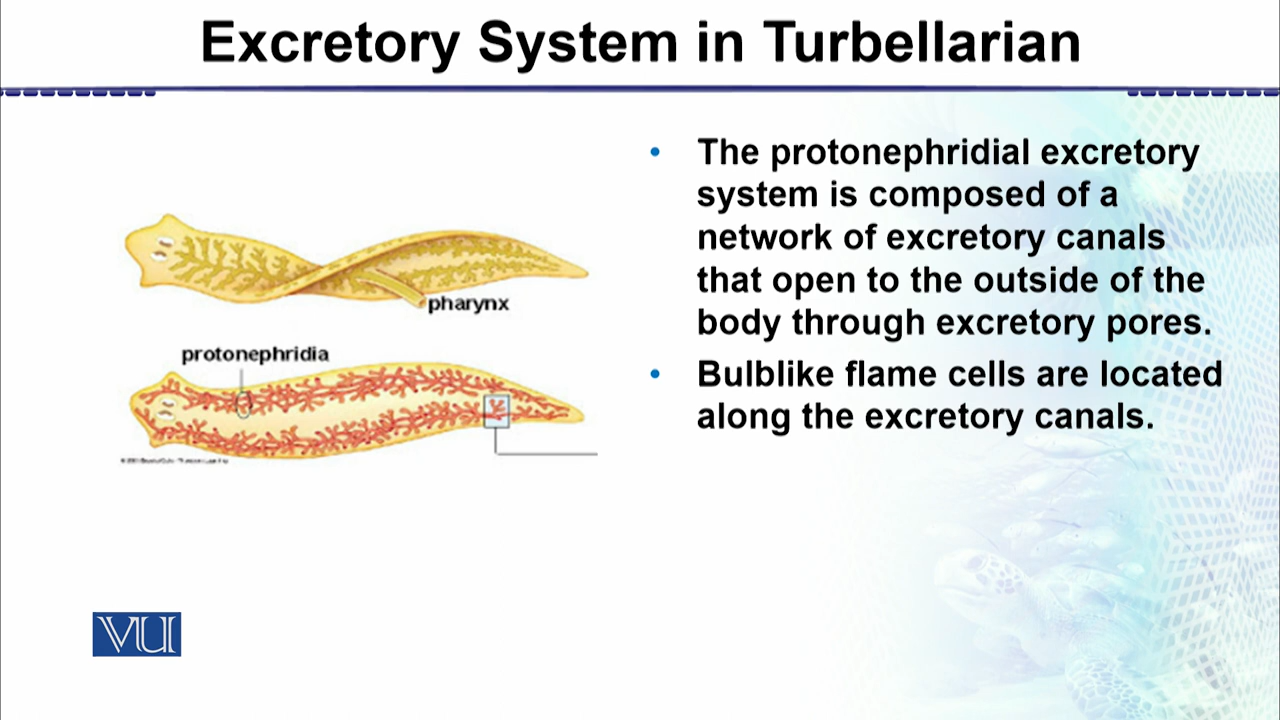 Excretory System in Turbellarian
• The protonephridial excretory
system is composed of a
network of excretory canals
that open to the outside of the
body through excretory pores.
• Bulblike flame cells are located
along the excretory canals.
pharynx
protonephridia
VU